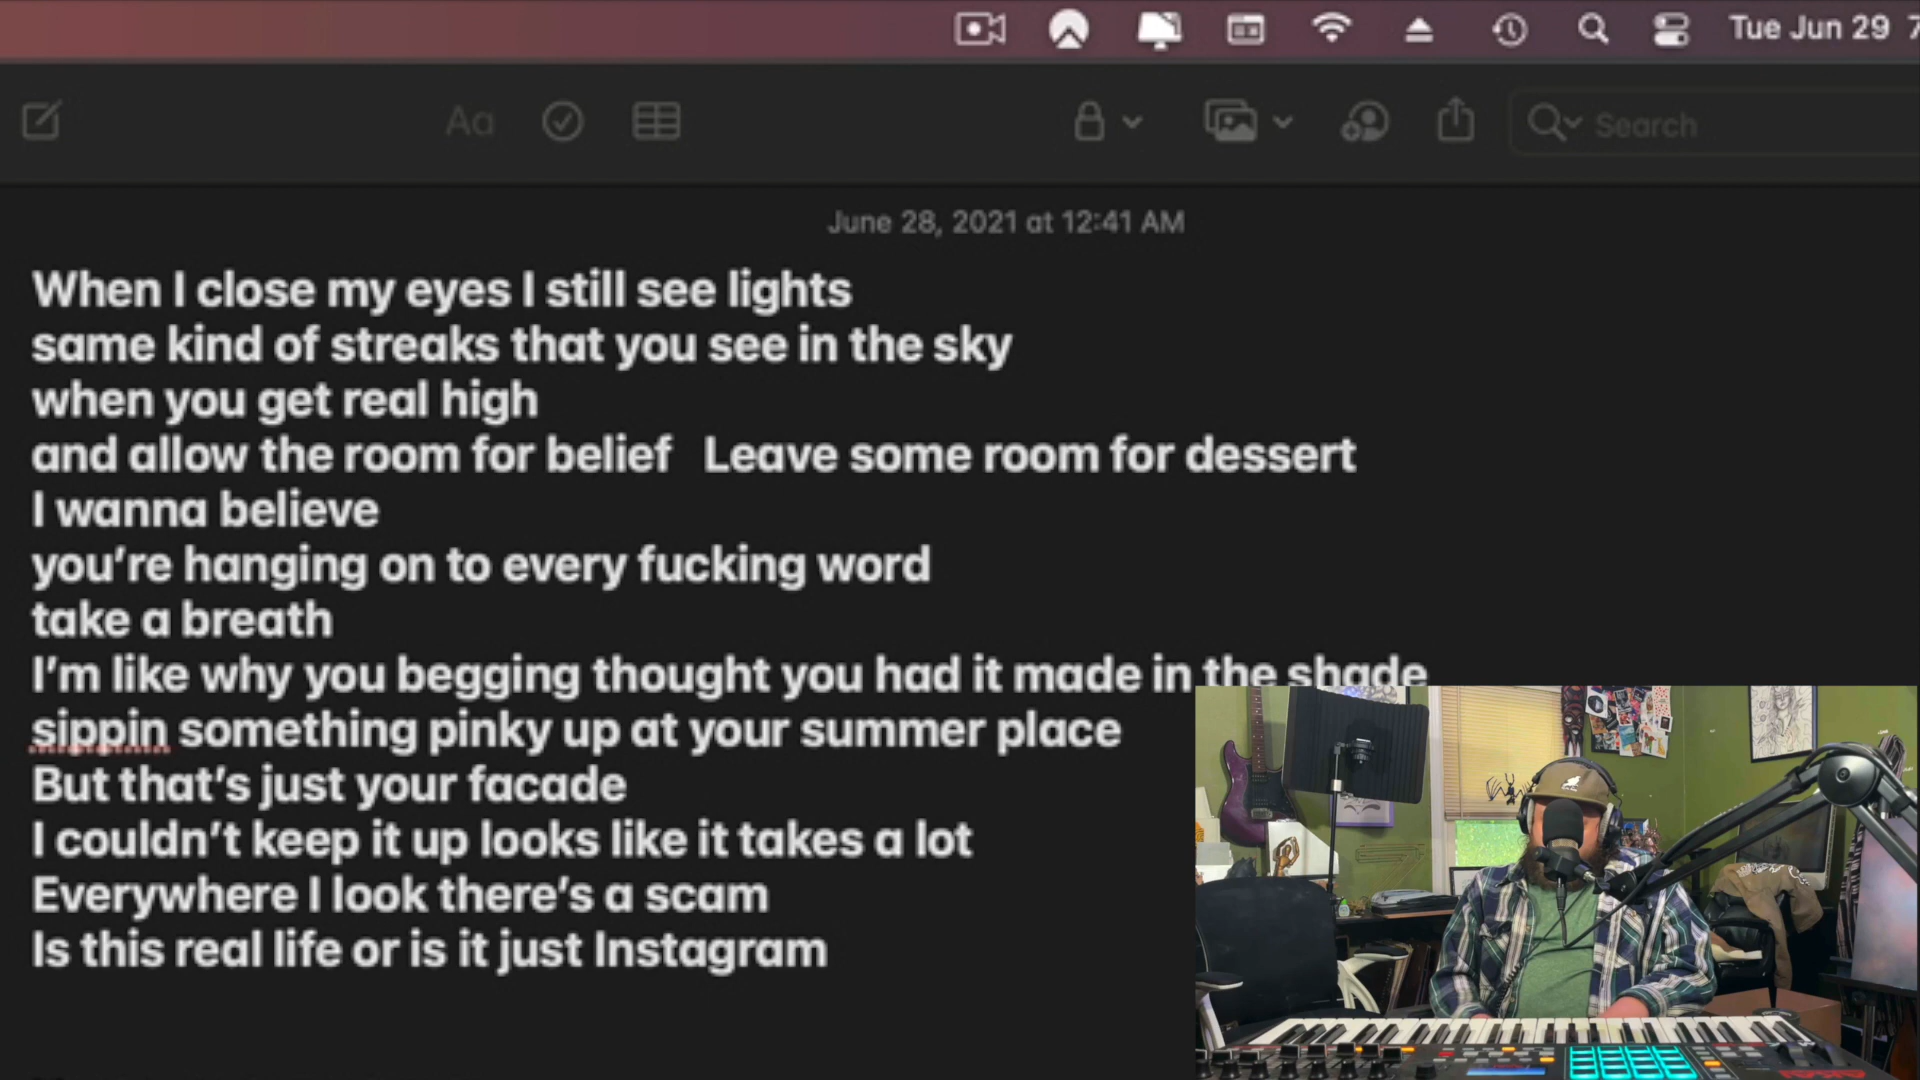 Tue Jun 29 7
Aa
Search
June 28, 2021 at 12:41 AM
When I close my eyes I still see lights
same kind of streaks that you see in the sky
when you get real high
and allow the room for belief Leave some room for dessert
I wanna believe
you're hanging on to every fucking word
take a breath
I'm like why you begging thought you had it made in the shade
sippin something pinky up at your summer place
But that's just your facade
I couldn't keep it up looks like it takes a lot
Everywhere I look there's a scam
Is this real life or is it just Instagram
AKAI